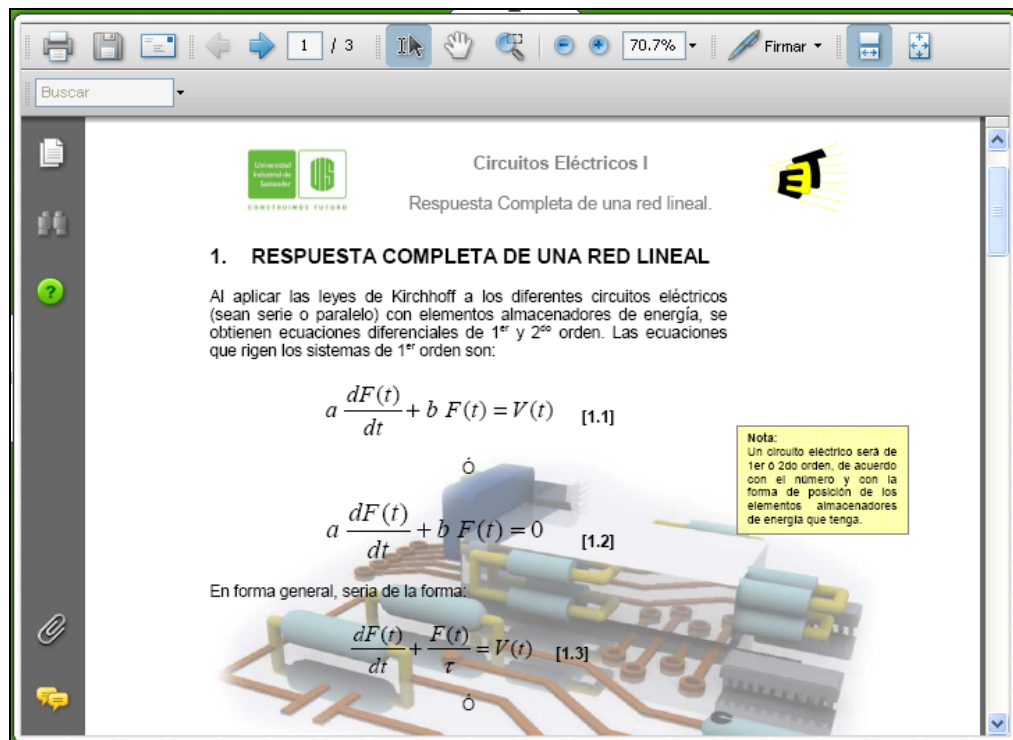 1 / 3
70.7%
Firmar
Buscar
Universidad
Industrial de
Santander
UIS
CONSTRUIMOS FUTURO
Circuitos Eléctricos I
Respuesta Completa de una red lineal.
ET
1. RESPUESTA COMPLETA DE UNA RED LINEAL
Al aplicar las leyes de Kirchhoff a los diferentes circuitos eléctricos
(sean serie o paralelo) con elementos almacenadores de energía, se
obtienen ecuaciones diferenciales de 1er y 2do orden. Las ecuaciones
que rigen los sistemas de 1er orden son:
a dF(t)/dt + b F(t) = V(t) [1.1]
Ó
a dF(t)/dt + b F(t) = 0 [1.2]
Nota:
Un circuito eléctrico será de
1er ó 2do orden, de acuerdo
con el número y con la
forma de posición de los
elementos almacenadores
de energía que tenga.
En forma general, seria de la forma:
dF(t)/dt + F(t)/τ = V(t) [1.3]
Ó